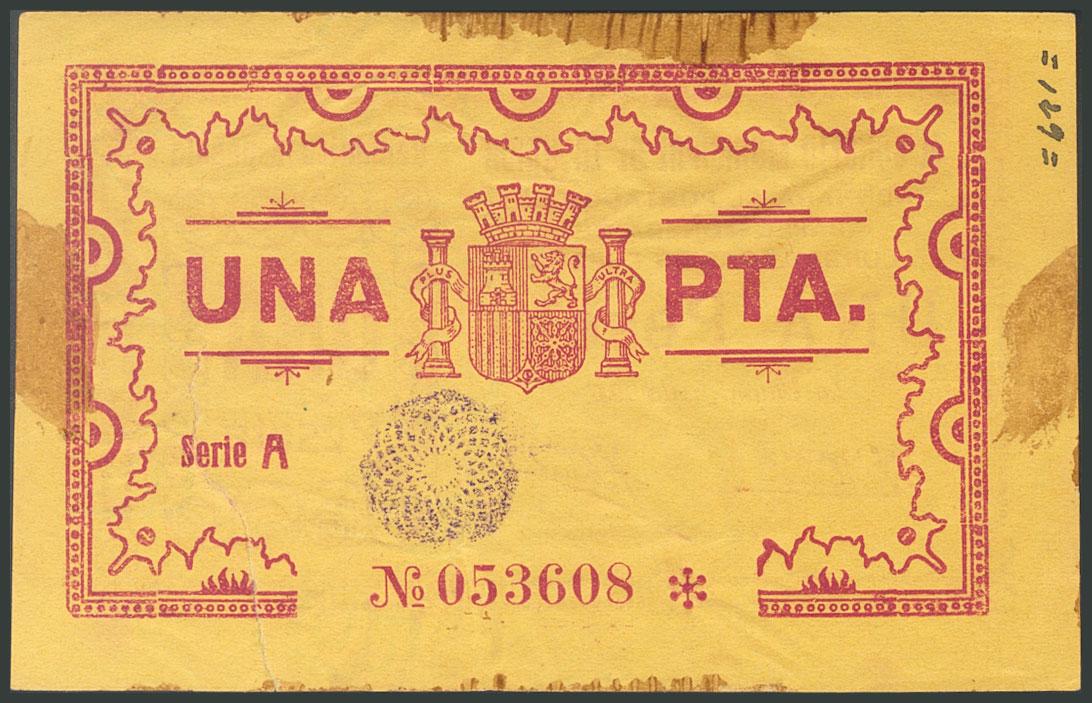 UNA PTA.
PLUS ULTRA
Serie A
№ 053608